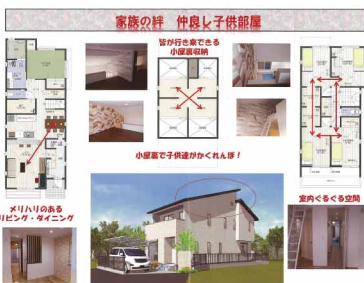 家族の絆　仲良し子供部屋
皆が行き来できる
小屋裏収納
小屋裏で子供達がかくれんぼ！
メリハリのある
リビング・ダイニング
室内ぐるぐる空間